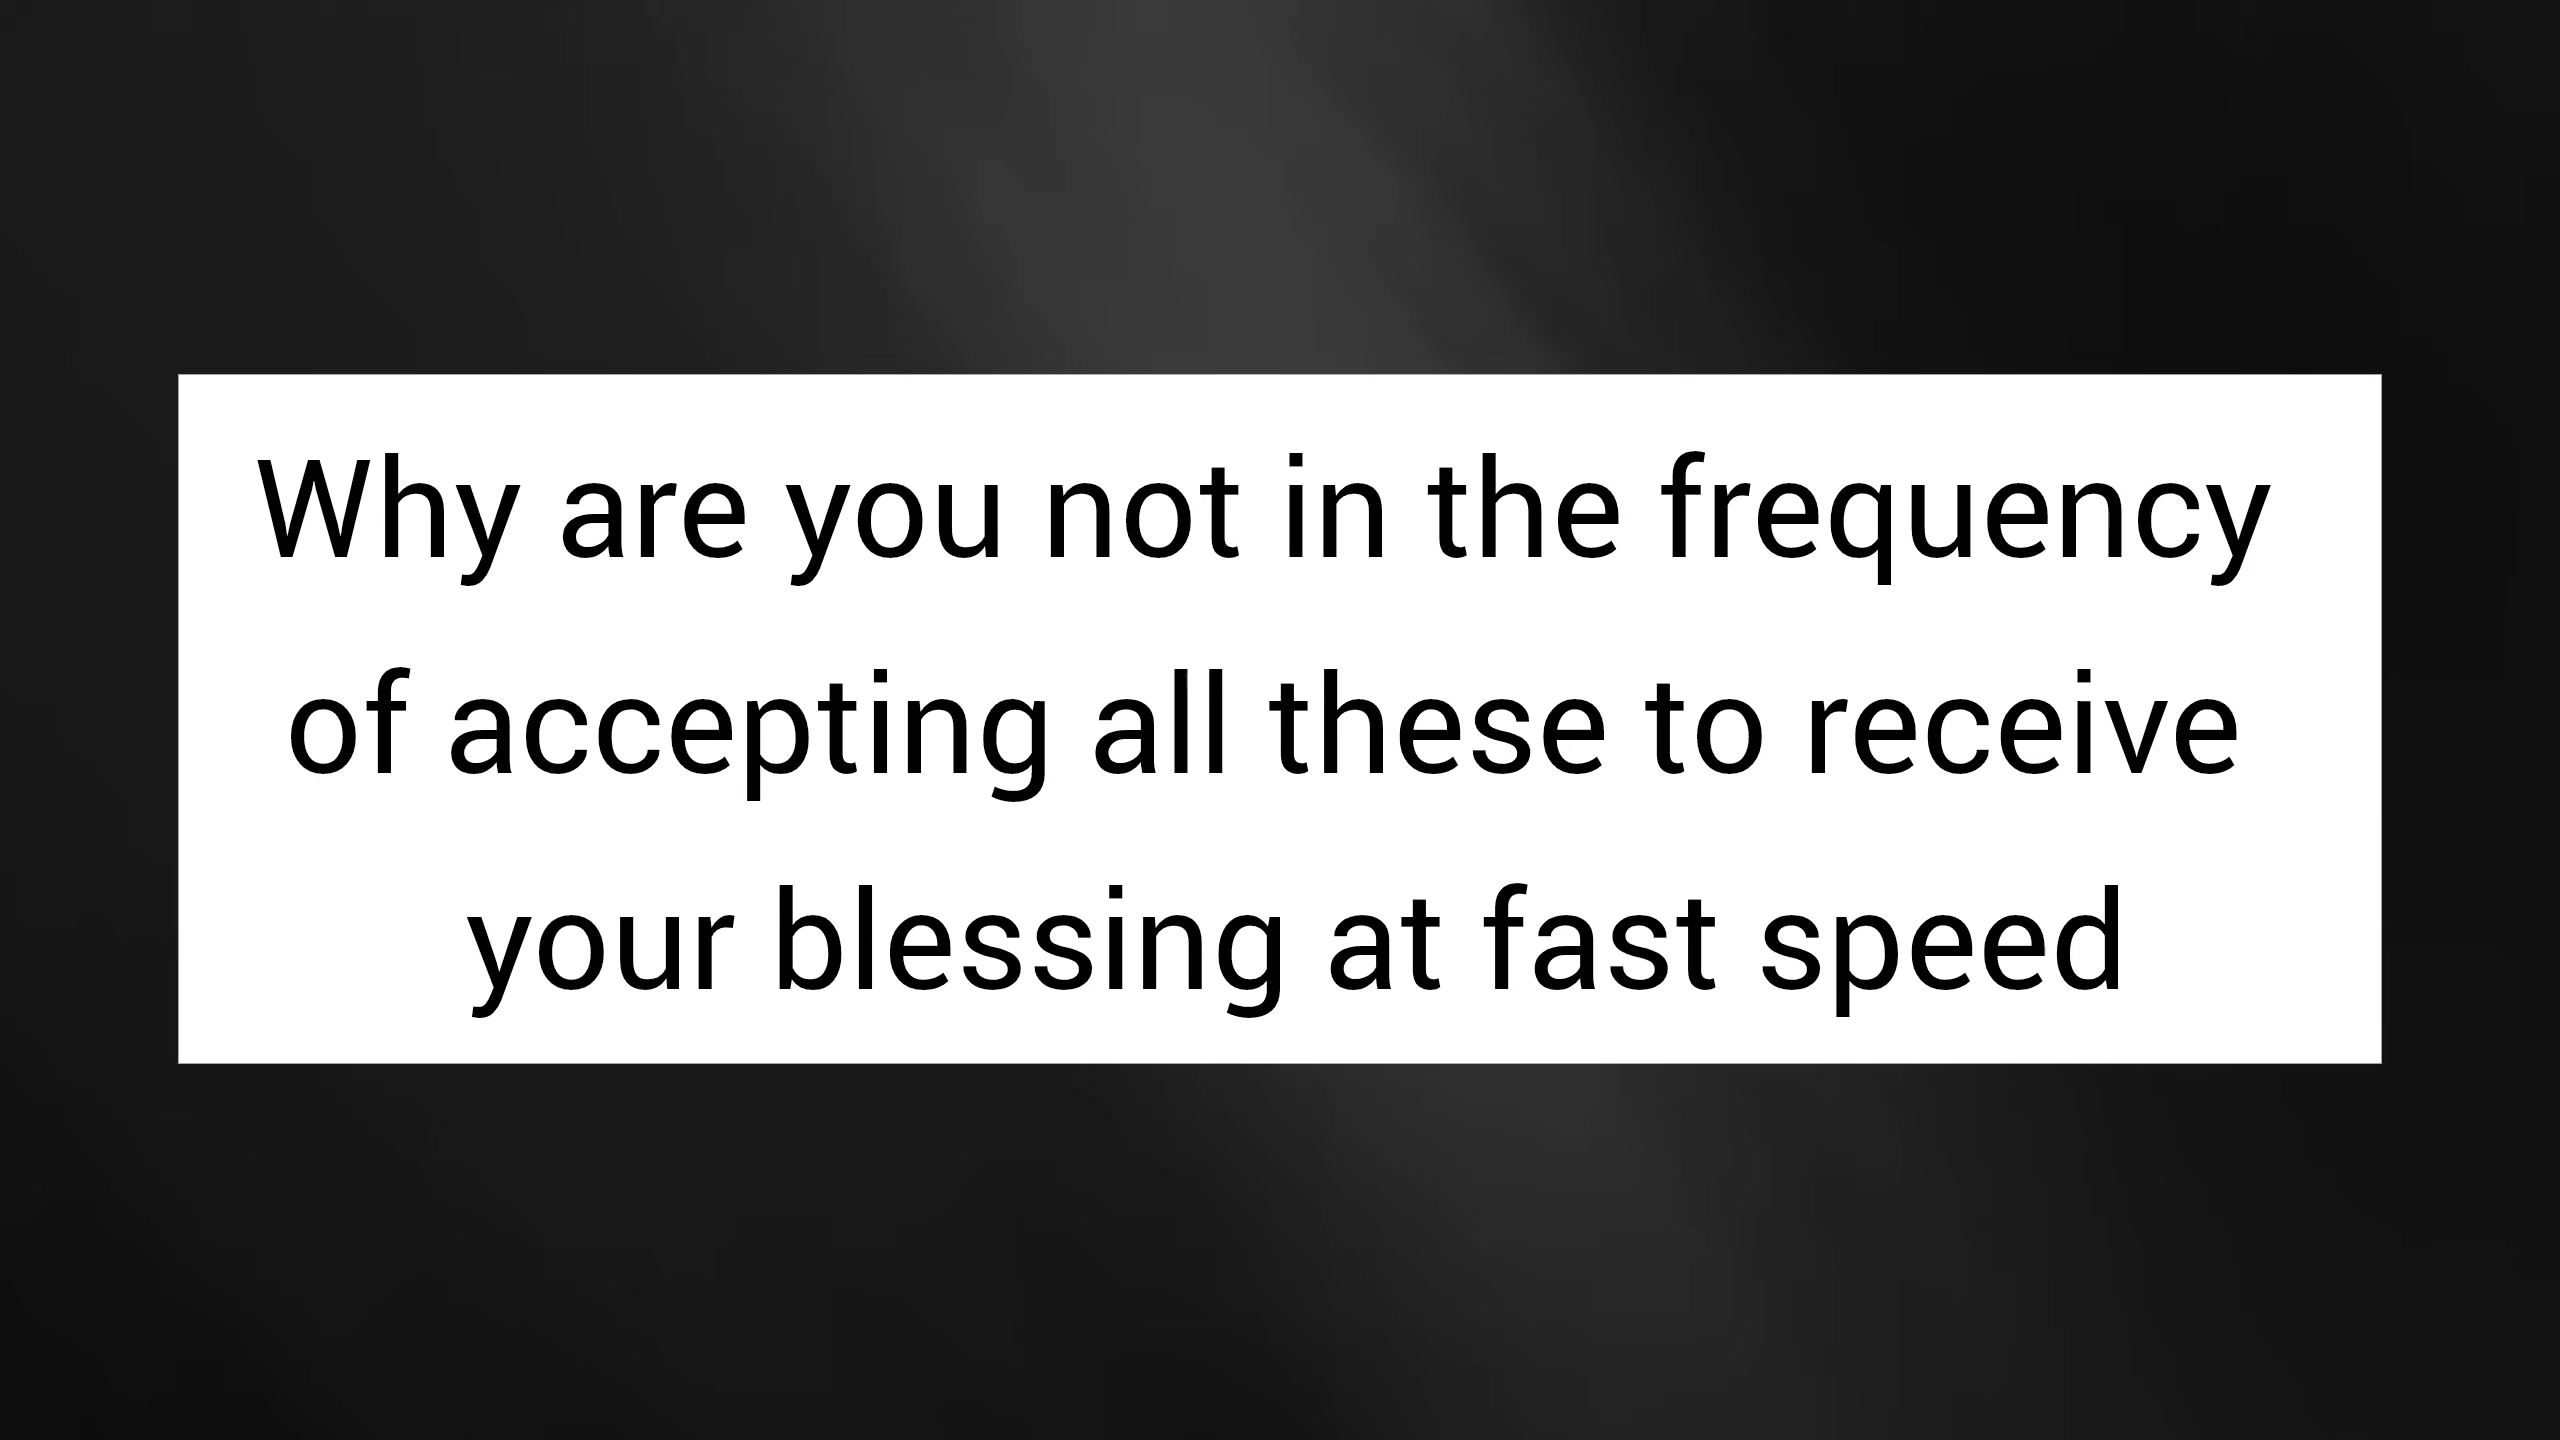 Why are you not in the frequency
of accepting all these to receive
your blessing at fast speed